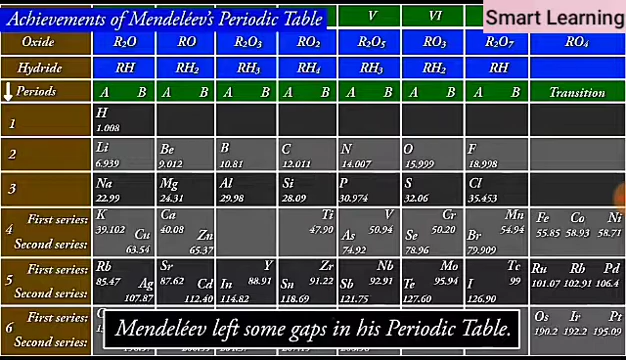 Achievements of Mendeléev's Periodic Table V VI Smart Learning
Oxide R₂O RO R₂O₃ RO₂ R₂O₅ RO₃ R₂O₇ RO₄
Hydride RH RH₂ RH₃ RH₄ RH₃ RH₂ RH
↓ Periods A B A B A B A B A B A B A B Transition
1 H
1.008
2 Li Be B C N O F
6.939 9.012 10.81 12.011 14.007 15.999 18.998
3 Na Mg Al Si P S Cl
22.99 24.31 29.98 28.09 30.974 32.06 35.453
4 First series: K Ca Ti V Cr Mn Fe Co Ni
39.102 40.08 47.90 50.94 50.20 54.94 55.85 58.93 58.71
Second series: Cu Zn As Se Br
63.54 65.37 74.92 78.96 79.909
5 First series: Rb Sr Y Zr Nb Mo Tc Ru Rh Pd
85.47 87.62 88.91 91.22 92.91 95.94 99 101.07 102.91 106.4
Second series: Ag Cd In Sn Sb Te I
107.87 112.40 114.82 118.69 121.75 127.60 126.90
6 First series: Os Ir Pt
190.2 192.2 195.09
Second series:
Mendeléev left some gaps in his Periodic Table.